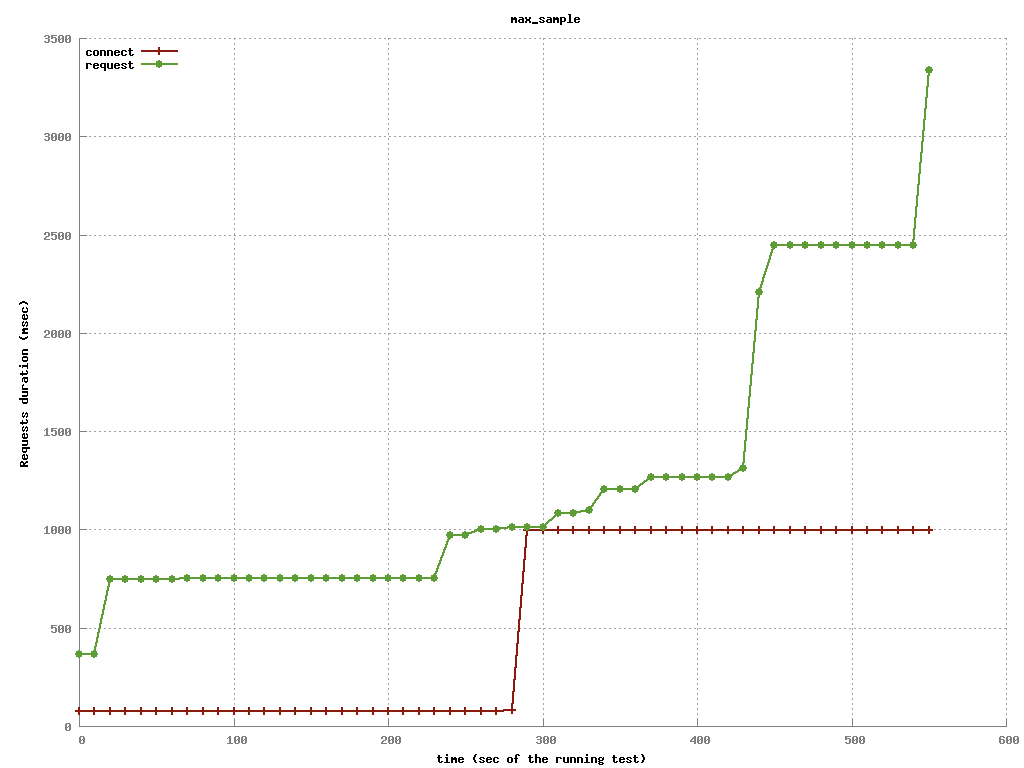 max_sample
3500
connect
request
3000
2500
2000
1500
1000
500
0
Requests duration (msec)
0 100 200 300 400 500 600
time (sec of the running test)